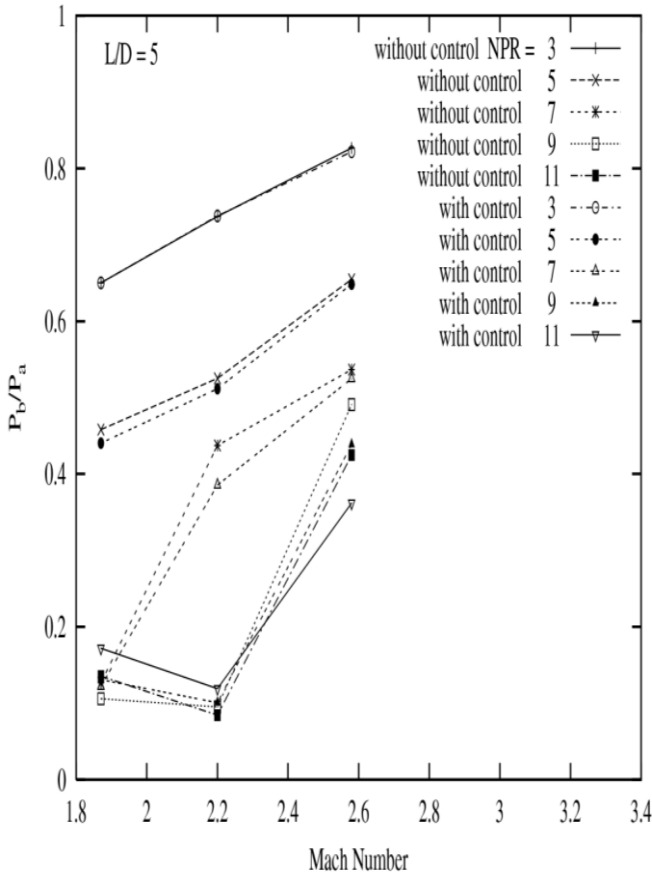 1
L/D = 5
without control NPR = 3
without control 5
without control 7
without control 9
without control 11
with control 3
with control 5
with control 7
with control 9
with control 11
0.8
0.6
P_b/P_a
0.4
0.2
0
1.8 2 2.2 2.4 2.6 2.8 3 3.2 3.4
Mach Number